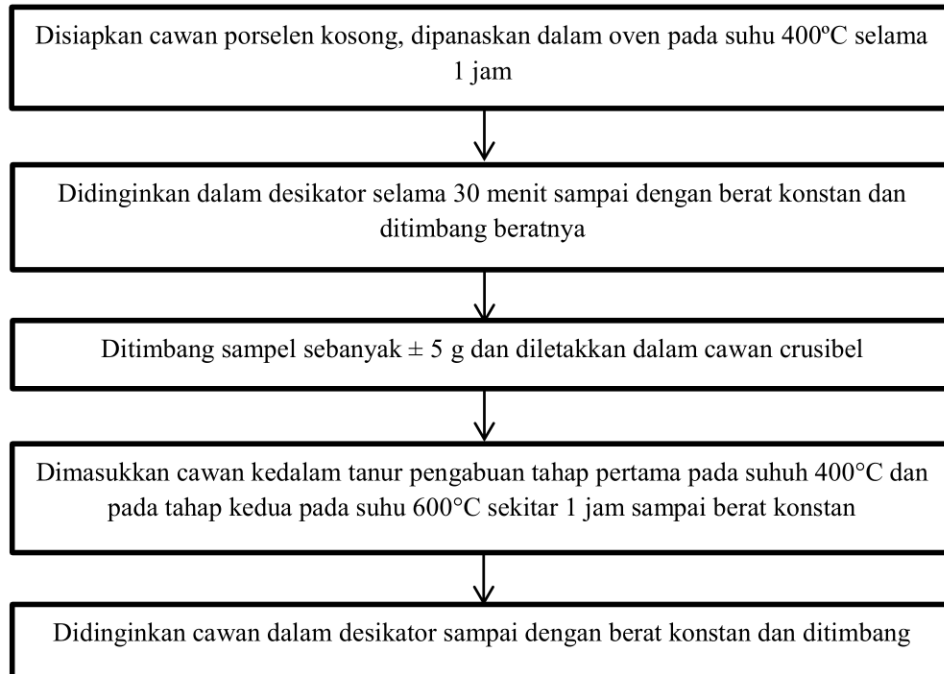 Disiapkan cawan porselen kosong, dipanaskan dalam oven pada suhu 400ºC selama
1 jam
Didinginkan dalam desikator selama 30 menit sampai dengan berat konstan dan
ditimbang beratnya
Ditimbang sampel sebanyak ± 5 g dan diletakkan dalam cawan crusibel
Dimasukkan cawan kedalam tanur pengabuan tahap pertama pada suhuh 400°C dan
pada tahap kedua pada suhu 600°C sekitar 1 jam sampai berat konstan
Didinginkan cawan dalam desikator sampai dengan berat konstan dan ditimbang